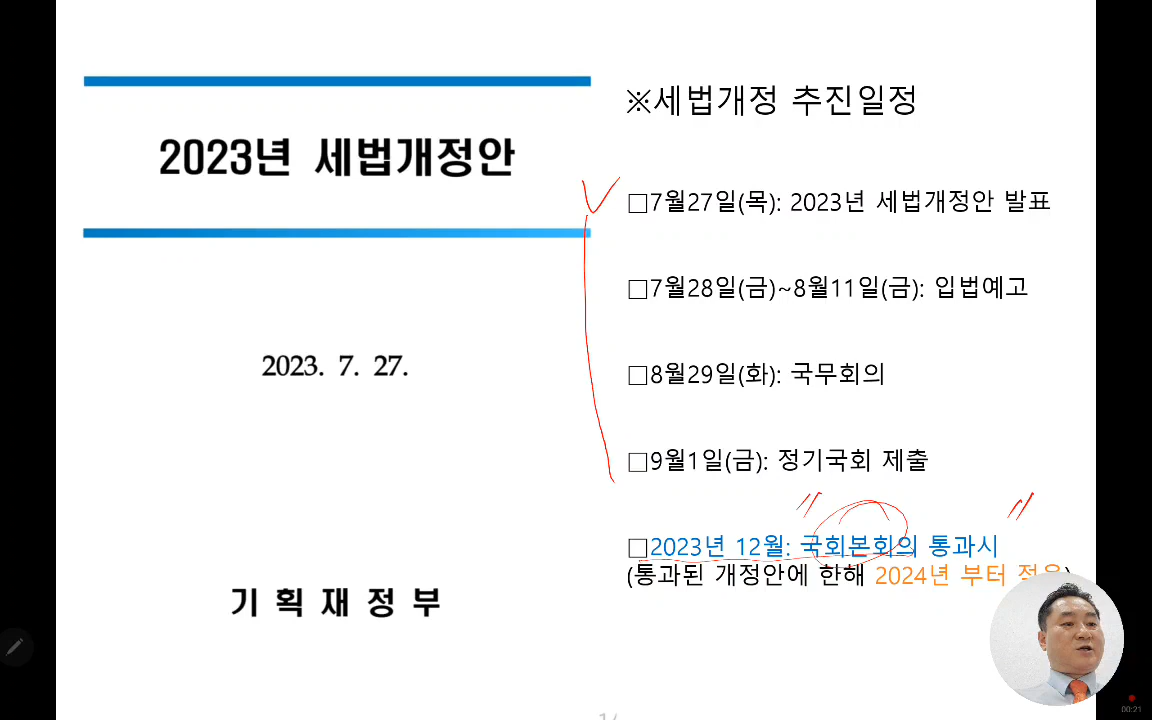 2023년 세법개정안
2023. 7. 27.
기획재정부
※세법개정 추진일정
□7월27일(목): 2023년 세법개정안 발표
□7월28일(금)~8월11일(금): 입법예고
□8월29일(화): 국무회의
□9월1일(금): 정기국회 제출
□2023년 12월: 국회본회의 통과시
(통과된 개정안에 한해 2024년 부터 적용)
00:21